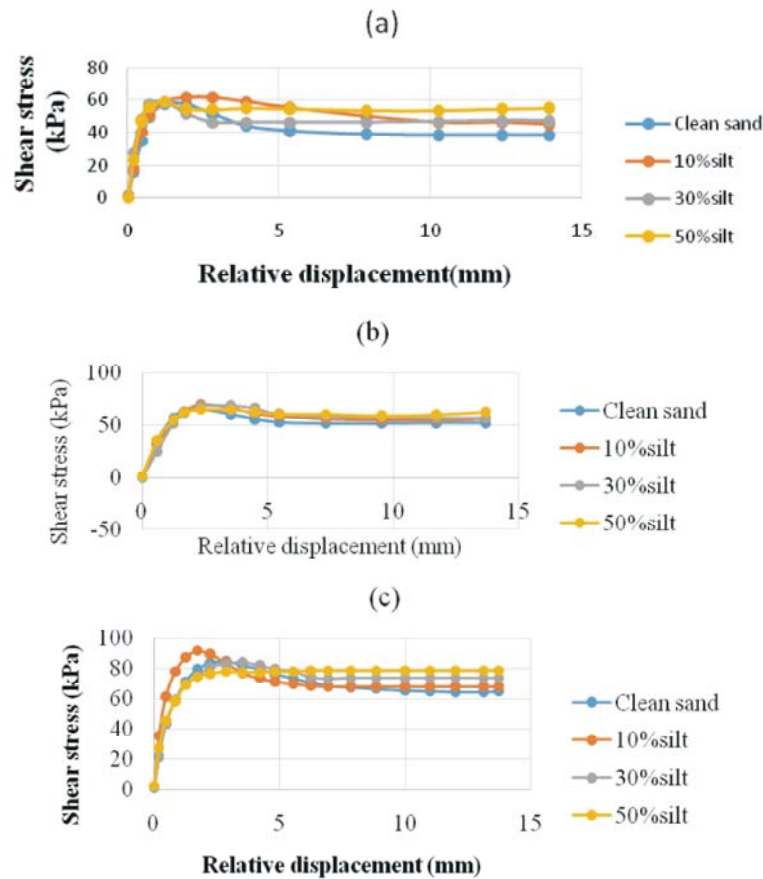 (a)
Shear stress
(kPa)
80
60
40
20
0
0
5
10
15
Relative displacement(mm)
Clean sand
10%silt
30%silt
50%silt
(b)
Shear stress (kPa)
100
50
0
-50
0
5
10
15
Relative displacement (mm)
Clean sand
10%silt
30%silt
50%silt
(c)
Shear stress (kPa)
100
80
60
40
20
0
0
5
10
15
Relative displacement (mm)
Clean sand
10%silt
30%silt
50%silt